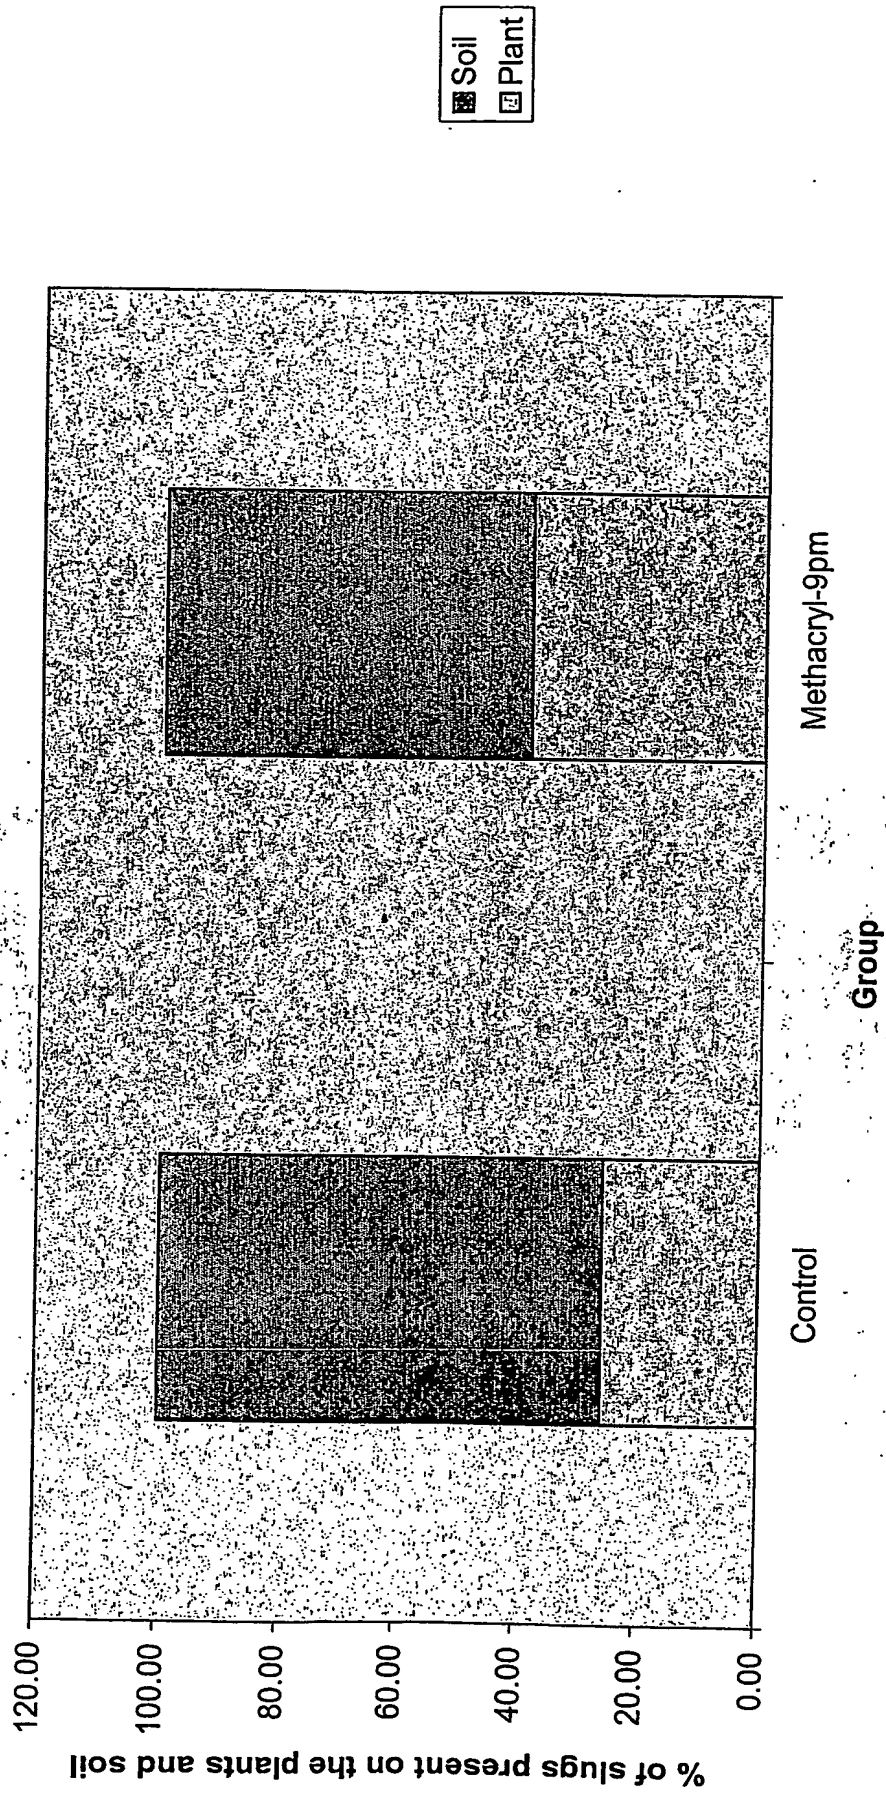 % of slugs present on the plants and soil
120.00
100.00
80.00
60.00
40.00
20.00
0.00
Control
Methacryl-9pm
Group
Soil
Plant